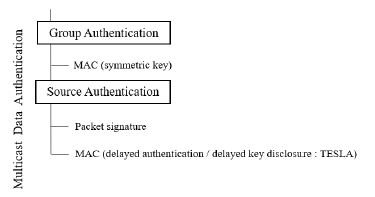 Multicast Data Authentication
Group Authentication
MAC (symmetric key)
Source Authentication
Packet signature
MAC (delayed authentication / delayed key disclosure : TESLA)